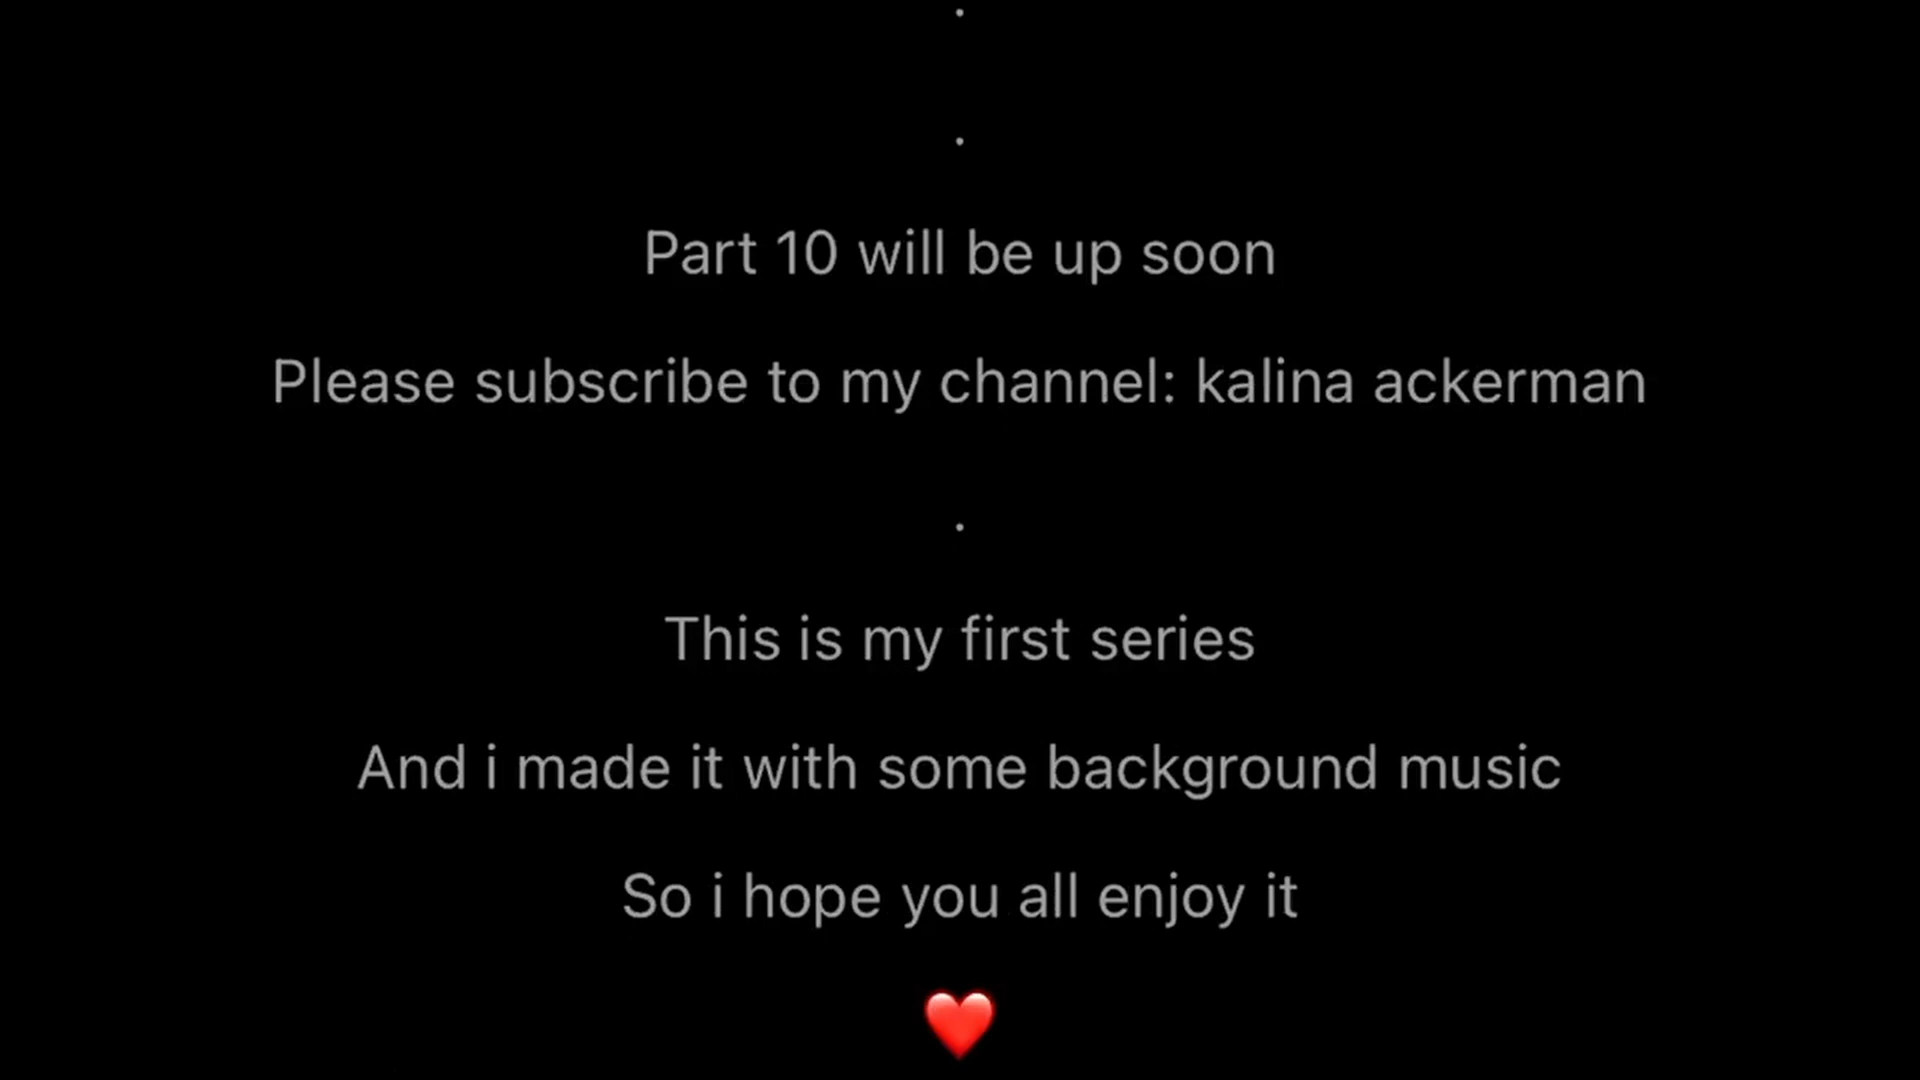 .
.
Part 10 will be up soon
Please subscribe to my channel: kalina ackerman
.
This is my first series
And i made it with some background music
So i hope you all enjoy it
❤️